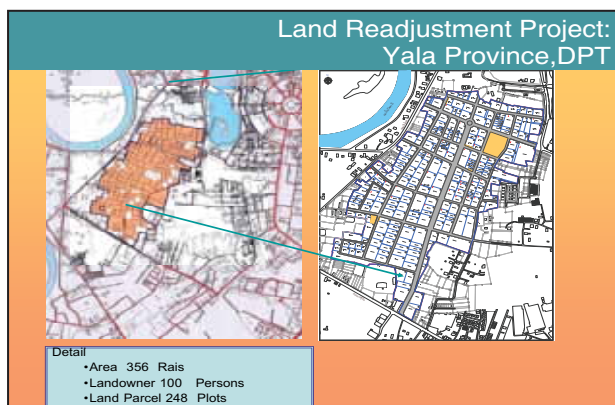 Land Readjustment Project:
Yala Province,DPT
Detail
•Area 356 Rais
•Landowner 100 Persons
•Land Parcel 248 Plots